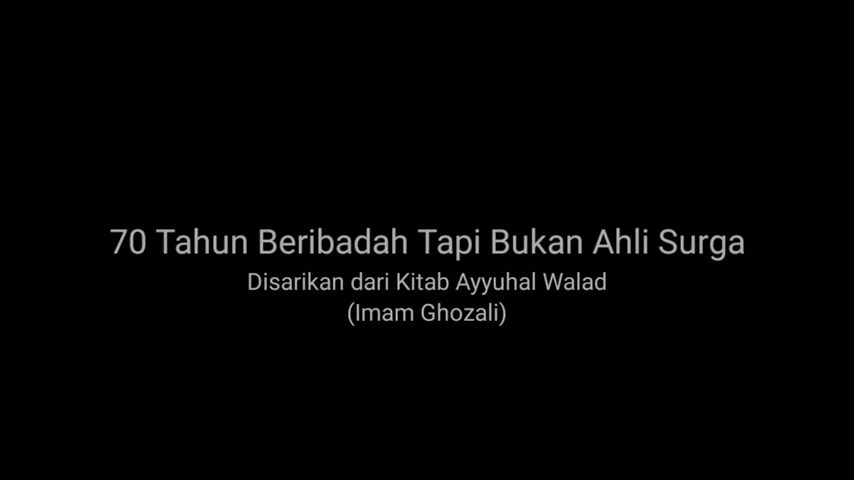 70 Tahun Beribadah Tapi Bukan Ahli Surga
Disarikan dari Kitab Ayyuhal Walad
(Imam Ghozali)